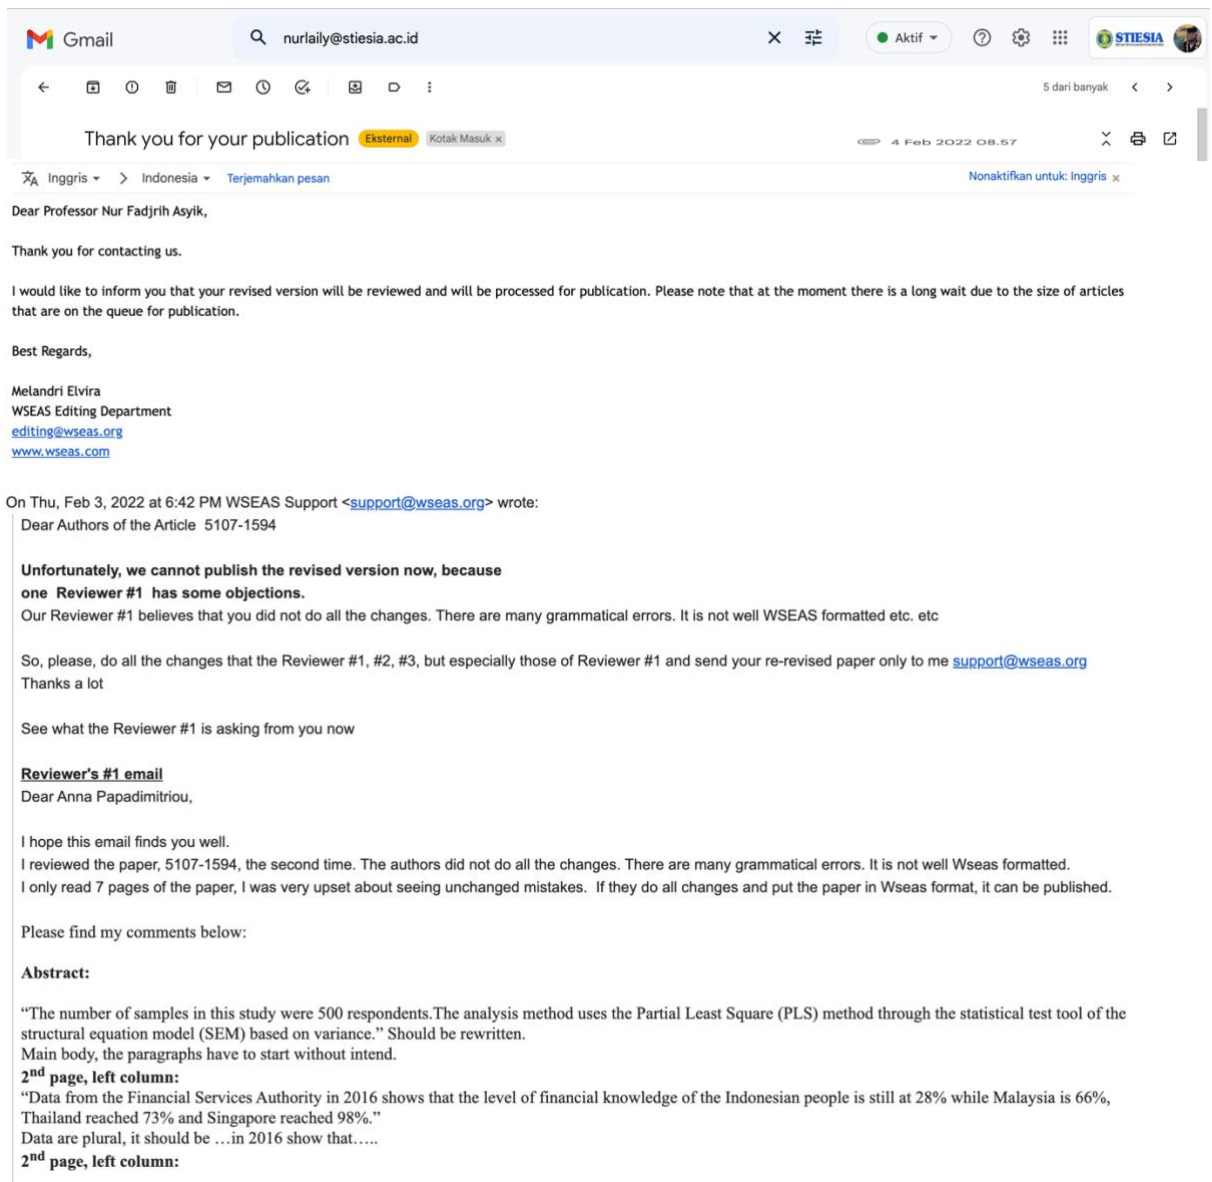 Gmail
nurlaily@stiesia.ac.id
Aktif
STIESIA
5 dari banyak
Thank you for your publication Eksternal Kotak Masuk ×
4 Feb 2022 08.57
Inggris > Indonesia Terjemahkan pesan
Nonaktifkan untuk: Inggris ×
Dear Professor Nur Fadjrih Asyik,
Thank you for contacting us.
I would like to inform you that your revised version will be reviewed and will be processed for publication. Please note that at the moment there is a long wait due to the size of articles
that are on the queue for publication.
Best Regards,
Melandri Elvira
WSEAS Editing Department
editing@wseas.org
www.wseas.com
On Thu, Feb 3, 2022 at 6:42 PM WSEAS Support <support@wseas.org> wrote:
Dear Authors of the Article 5107-1594
Unfortunately, we cannot publish the revised version now, because
one Reviewer #1 has some objections.
Our Reviewer #1 believes that you did not do all the changes. There are many grammatical errors. It is not well WSEAS formatted etc. etc
So, please, do all the changes that the Reviewer #1, #2, #3, but especially those of Reviewer #1 and send your re-revised paper only to me support@wseas.org
Thanks a lot
See what the Reviewer #1 is asking from you now
Reviewer's #1 email
Dear Anna Papadimitriou,
I hope this email finds you well.
I reviewed the paper, 5107-1594, the second time. The authors did not do all the changes. There are many grammatical errors. It is not well Wseas formatted.
I only read 7 pages of the paper, I was very upset about seeing unchanged mistakes. If they do all changes and put the paper in Wseas format, it can be published.
Please find my comments below:
Abstract:
“The number of samples in this study were 500 respondents.The analysis method uses the Partial Least Square (PLS) method through the statistical test tool of the
structural equation model (SEM) based on variance.” Should be rewritten.
Main body, the paragraphs have to start without intend.
2nd page, left column:
“Data from the Financial Services Authority in 2016 shows that the level of financial knowledge of the Indonesian people is still at 28% while Malaysia is 66%,
Thailand reached 73% and Singapore reached 98%.”
Data are plural, it should be …in 2016 show that…..
2nd page, left column: